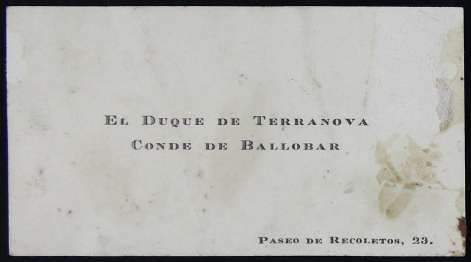 El Duque de Terranova
Conde de Ballobar
Paseo de Recoletos, 23.